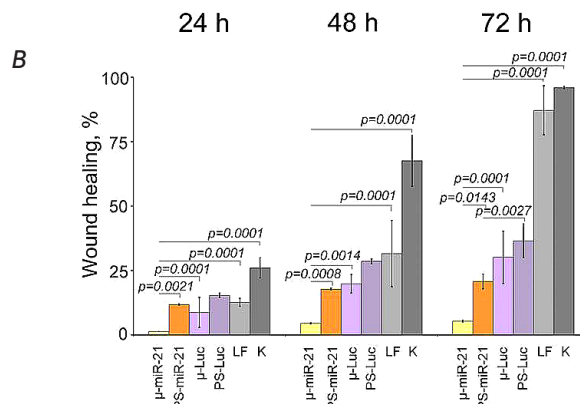 24 h 48 h 72 h
B
Wound healing, %
100
75
50
25
0
p=0.0021
p=0.0001
p=0.0001
p=0.0001
p=0.0008
p=0.0014
p=0.0001
p=0.0001
p=0.0143
p=0.0001
p=0.0027
p=0.0001
p=0.0001
μ-miR-21 PS-miR-21 μ-Luc PS-Luc LF K
μ-miR-21 PS-miR-21 μ-Luc PS-Luc LF K
μ-miR-21 PS-miR-21 μ-Luc PS-Luc LF K